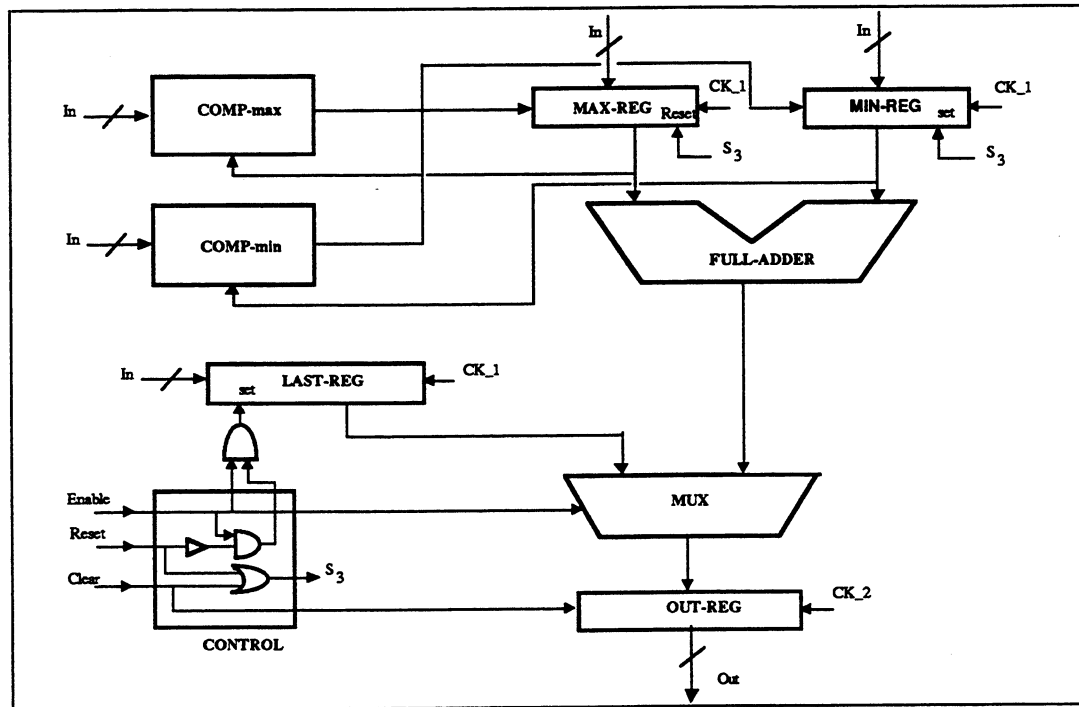 In
In
In
COMP-max
MAX-REG
Reset
CK_1
MIN-REG
set
CK_1
S3
S3
In
COMP-min
FULL-ADDER
In
LAST-REG
set
CK_1
Enable
MUX
Reset
Clear
S3
CONTROL
OUT-REG
CK_2
Out